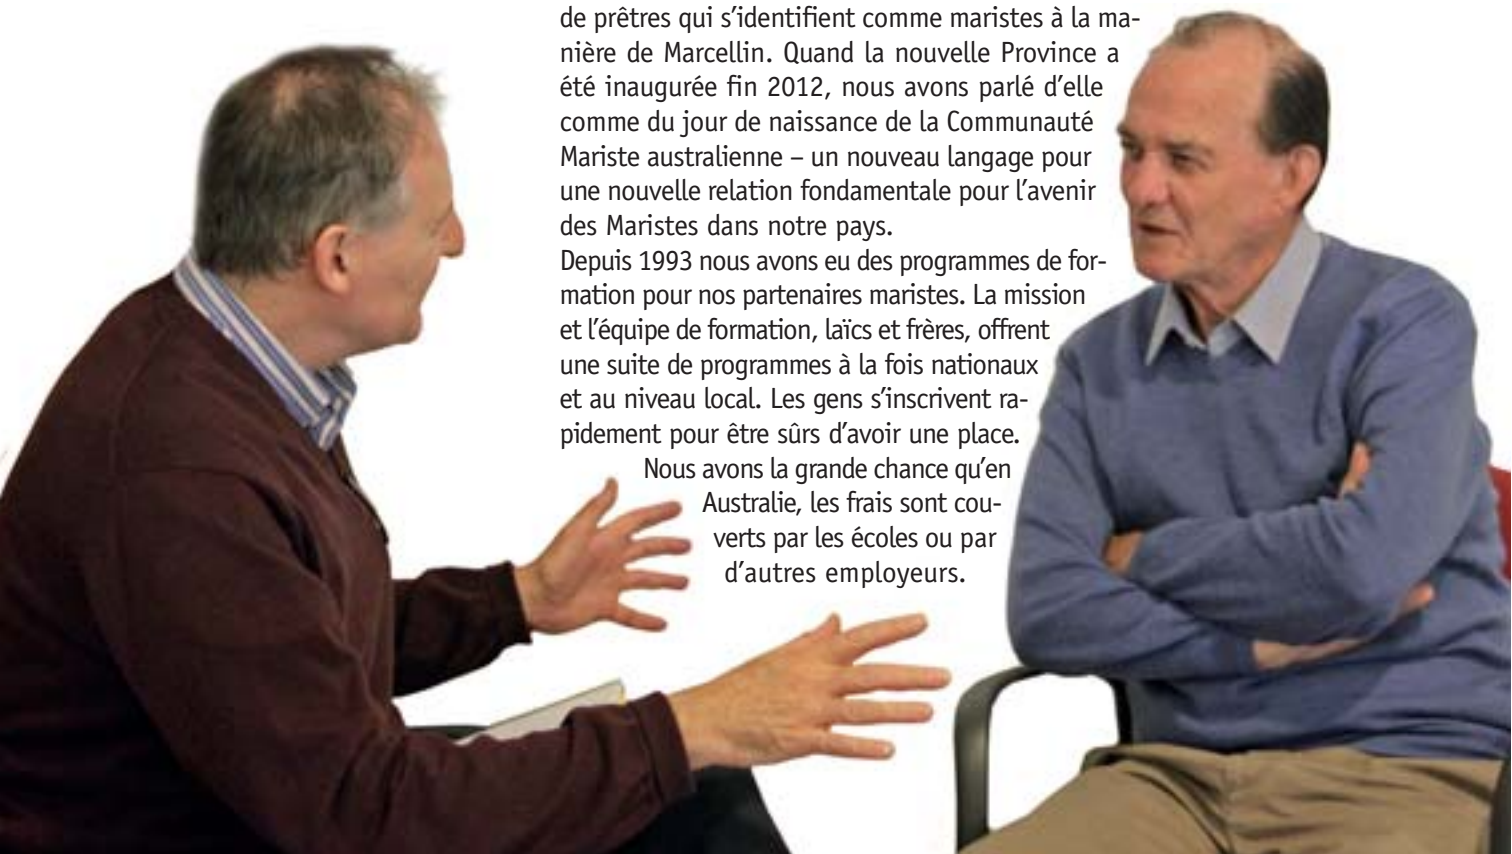 de prêtres qui s’identifient comme maristes à la ma-
nière de Marcellin. Quand la nouvelle Province a
été inaugurée fin 2012, nous avons parlé d’elle
comme du jour de naissance de la Communauté
Mariste australienne – un nouveau langage pour
une nouvelle relation fondamentale pour l’avenir
des Maristes dans notre pays.
Depuis 1993 nous avons eu des programmes de for-
mation pour nos partenaires maristes. La mission
et l’équipe de formation, laïcs et frères, offrent
une suite de programmes à la fois nationaux
et au niveau local. Les gens s’inscrivent ra-
pidement pour être sûrs d’avoir une place.
Nous avons la grande chance qu’en
Australie, les frais sont cou-
verts par les écoles ou par
d’autres employeurs.